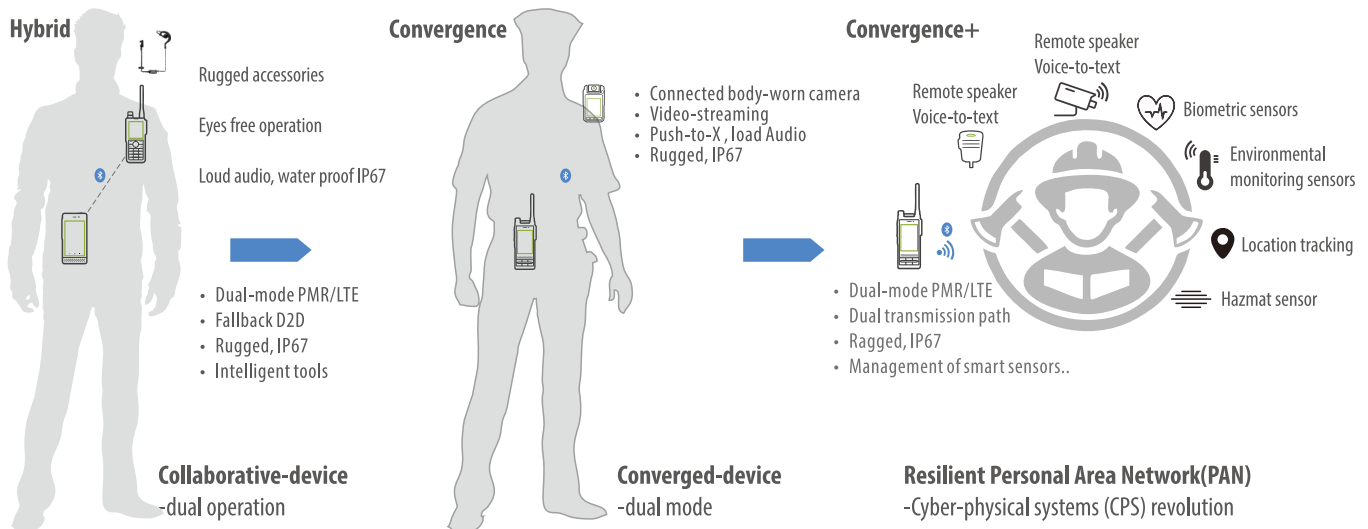 Hybrid
Rugged accessories
Eyes free operation
Loud audio, water proof IP67
• Dual-mode PMR/LTE
• Fallback D2D
• Rugged, IP67
• Intelligent tools
Collaborative-device
-dual operation
Convergence
• Connected body-worn camera
• Video-streaming
• Push-to-X , load Audio
• Rugged, IP67
Converged-device
-dual mode
Convergence+
Remote speaker
Voice-to-text
Remote speaker
Voice-to-text
Biometric sensors
Environmental
monitoring sensors
Location tracking
Hazmat sensor
• Dual-mode PMR/LTE
• Dual transmission path
• Ragged, IP67
• Management of smart sensors..
Resilient Personal Area Network(PAN)
-Cyber-physical systems (CPS) revolution